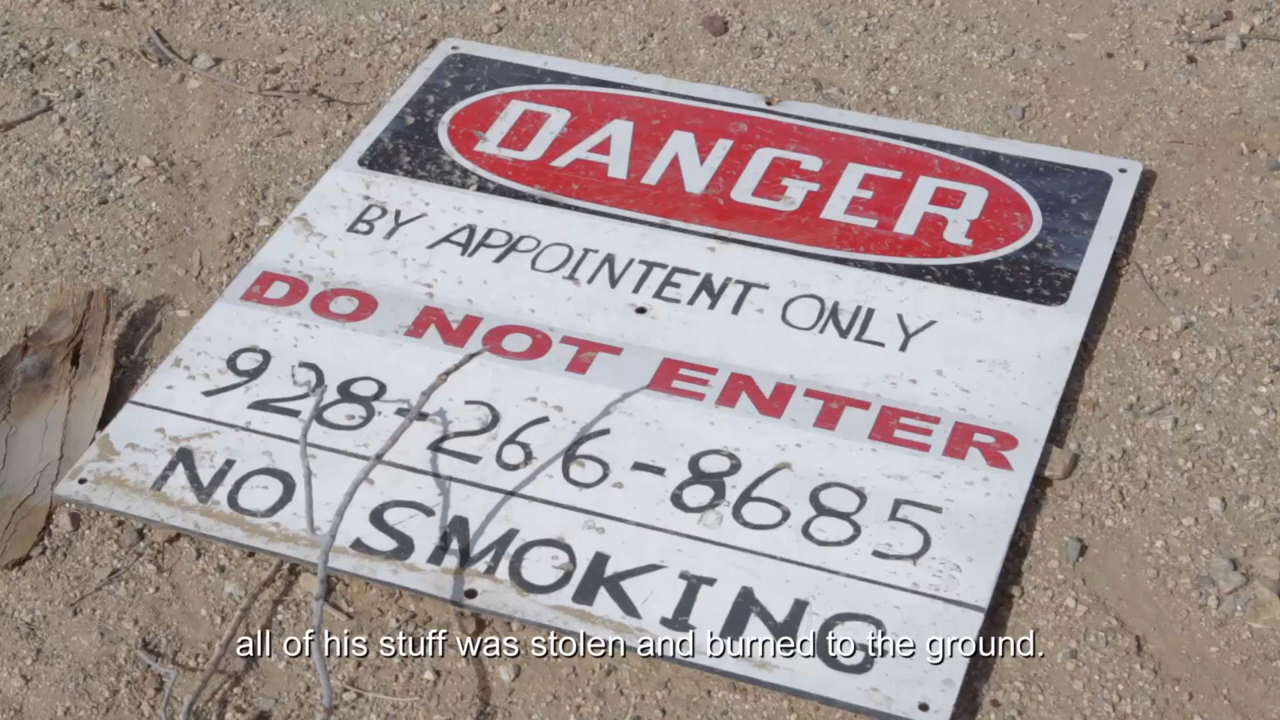 DANGER
BY APPOINTENT ONLY
DO NOT ENTER
928-266-8685
NO SMOKING
all of his stuff was stolen and burned to the ground.